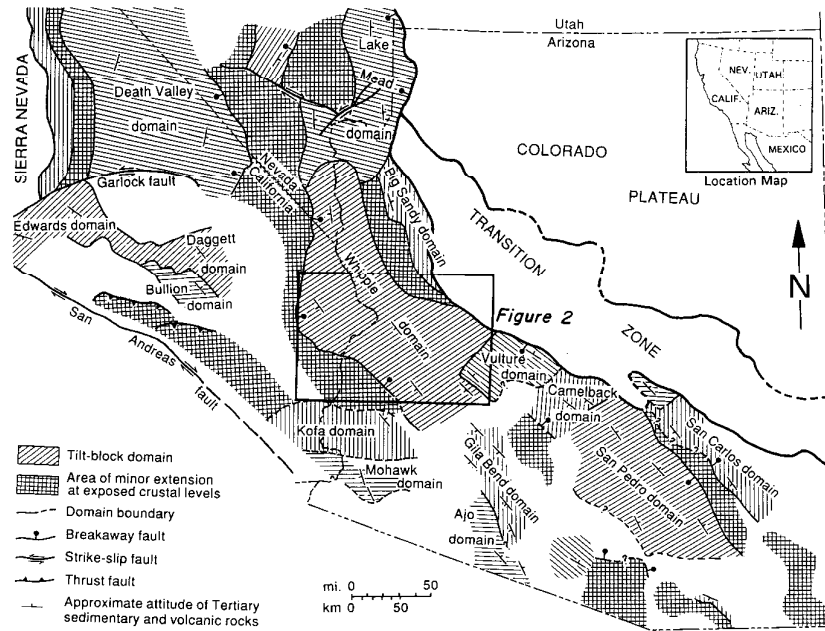 Utah
Arizona
Lake
Mead
domain
SIERRA NEVADA
Death Valley
domain
NEV.
UTAH
CALIF.
ARIZ.
MEXICO
Location Map
COLORADO
PLATEAU
Garlock fault
Nevada
California
Big Sandy domain
TRANSITION
ZONE
N
Edwards domain
Daggett
domain
Bullion
domain
Whipple
domain
Figure 2
San
Andreas
fault
Vulture
domain
Camelback
domain
Kofa domain
Mohawk
domain
Gila Bend domain
San Pedro domain
San Carlos domain
Ajo
domain
Tilt-block domain
Area of minor extension
at exposed crustal levels
Domain boundary
Breakaway fault
Strike-slip fault
Thrust fault
Approximate attitude of Tertiary
sedimentary and volcanic rocks
mi. 0 50
km 0 50